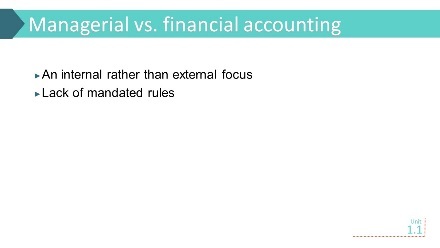 Managerial vs. financial accounting
►An internal rather than external focus
►Lack of mandated rules
Unit
1.1